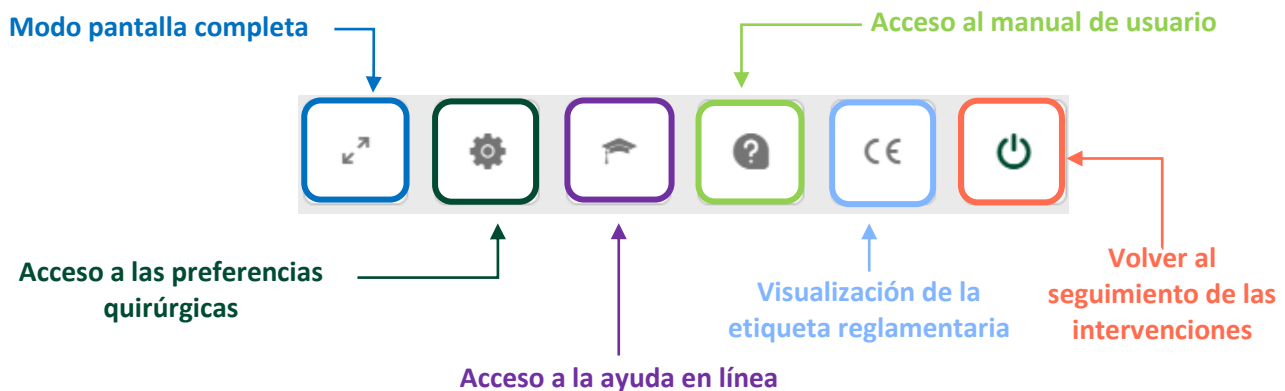 Modo pantalla completa
Acceso al manual de usuario
CE
Acceso a las preferencias
quirúrgicas
Visualización de la
etiqueta reglamentaria
Volver al
seguimiento de las
intervenciones
Acceso a la ayuda en línea